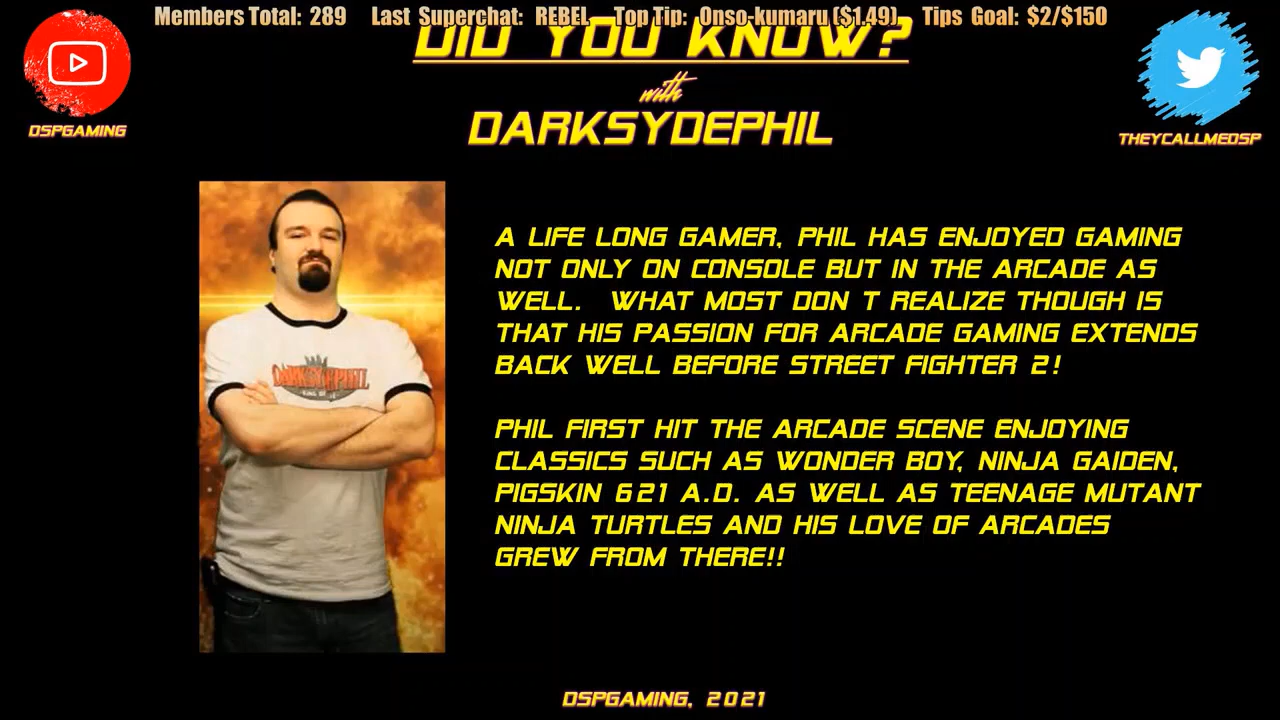 Members Total: 289 Last Superchat: REBEL Top Tip: Onso-kumaru ($1.49) Tips Goal: $2/$150
DID YOU KNOW?
with
DARKSYDEPHIL
DSPGAMING
THEYCALLMEDSP
DARKSYDEPHIL
A LIFE LONG GAMER, PHIL HAS ENJOYED GAMING
NOT ONLY ON CONSOLE BUT IN THE ARCADE AS
WELL. WHAT MOST DON T REALIZE THOUGH IS
THAT HIS PASSION FOR ARCADE GAMING EXTENDS
BACK WELL BEFORE STREET FIGHTER 2!
PHIL FIRST HIT THE ARCADE SCENE ENJOYING
CLASSICS SUCH AS WONDER BOY, NINJA GAIDEN,
PIGSKIN 621 A.D. AS WELL AS TEENAGE MUTANT
NINJA TURTLES AND HIS LOVE OF ARCADES
GREW FROM THERE!!
DSPGAMING, 2021